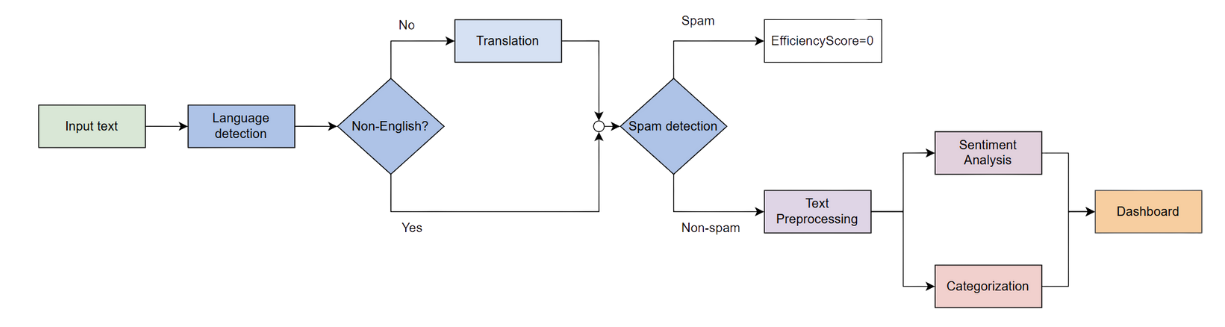 No
Translation
Spam
EfficiencyScore=0
Input text
Language
detection
Non-English?
Spam detection
Sentiment
Analysis
Yes
Non-spam
Text
Preprocessing
Dashboard
Categorization